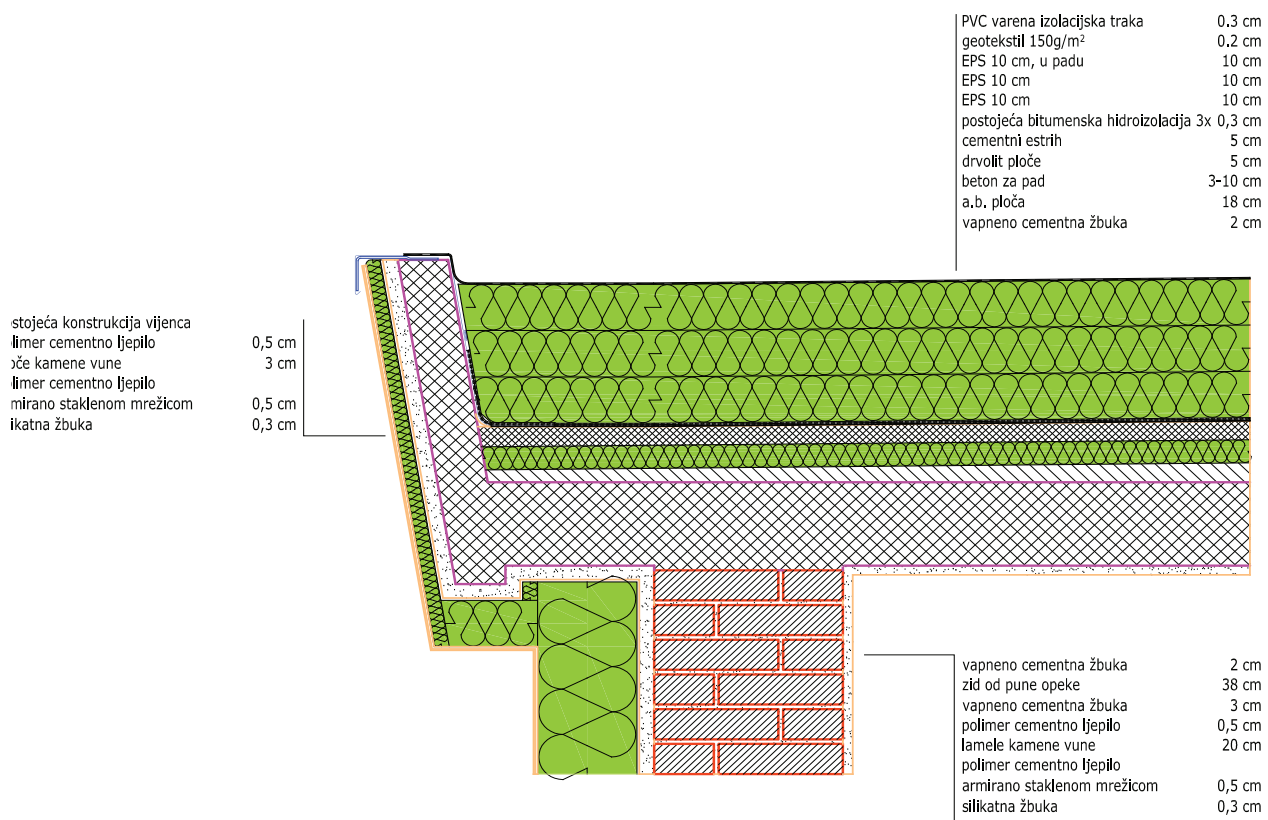 PVC varena izolacijska traka 0.3 cm
geotekstil 150g/m² 0.2 cm
EPS 10 cm, u padu 10 cm
EPS 10 cm 10 cm
EPS 10 cm 10 cm
postojeća bitumenska hidroizolacija 3x 0,3 cm
cementni estrih 5 cm
drvolit ploče 5 cm
beton za pad 3-10 cm
a.b. ploča 18 cm
vapneno cementna žbuka 2 cm
ostojeća konstrukcija vijenca
olimer cementno ljepilo 0,5 cm
oče kamene vune 3 cm
olimer cementno ljepilo
mirano staklenom mrežicom 0,5 cm
ikatna žbuka 0,3 cm
vapneno cementna žbuka 2 cm
zid od pune opeke 38 cm
vapneno cementna žbuka 3 cm
polimer cementno ljepilo 0,5 cm
lamele kamene vune 20 cm
polimer cementno ljepilo
armirano staklenom mrežicom 0,5 cm
silikatna žbuka 0,3 cm